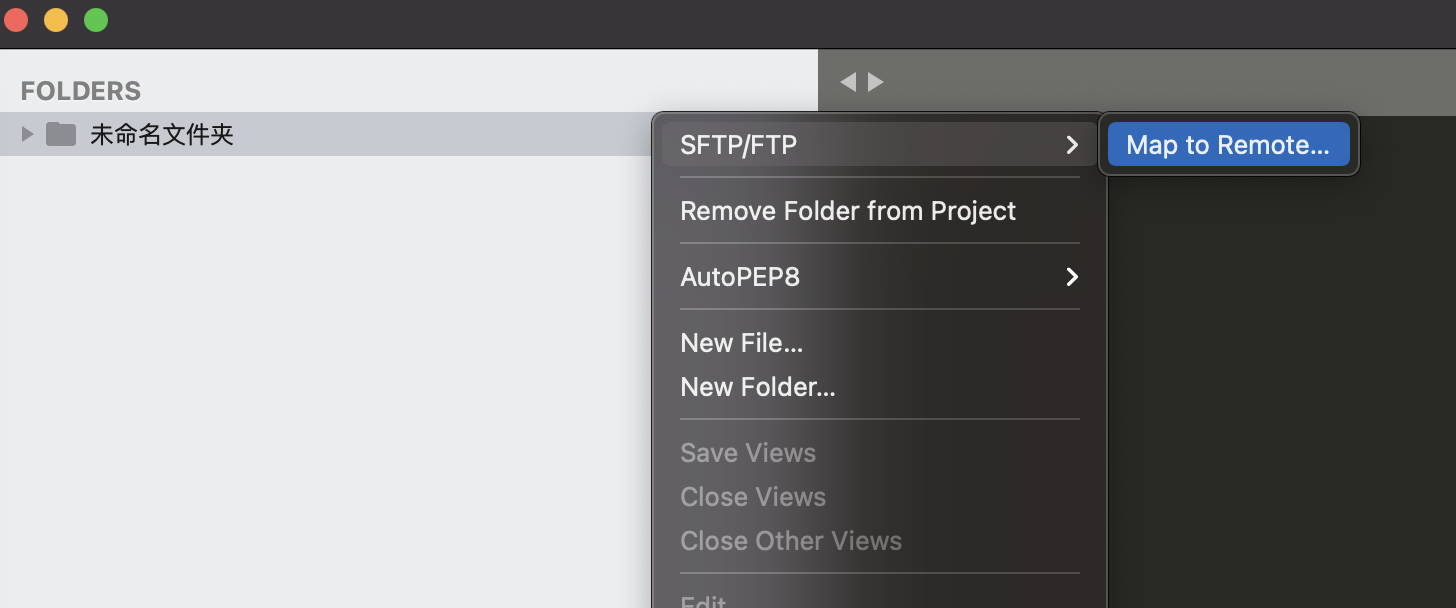 FOLDERS
未命名文件夹
SFTP/FTP
Map to Remote...
Remove Folder from Project
AutoPEP8
New File...
New Folder...
Save Views
Close Views
Close Other Views
Edit